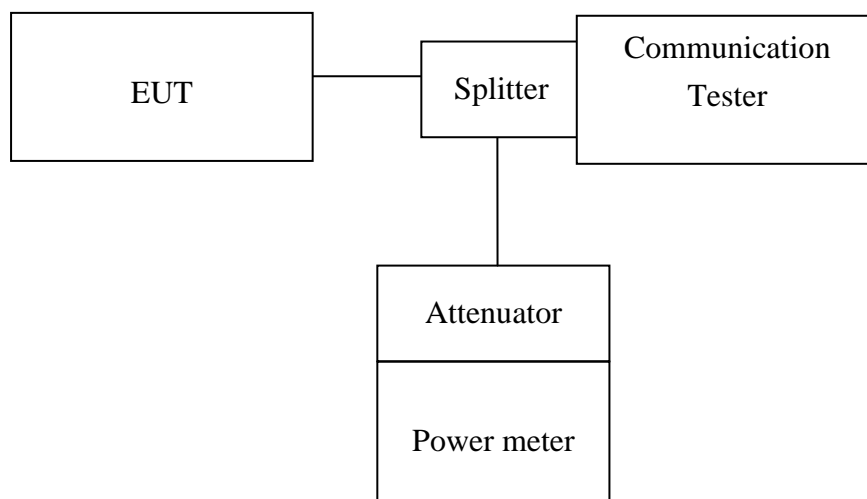 EUT
Splitter
Communication
Tester
Attenuator
Power meter